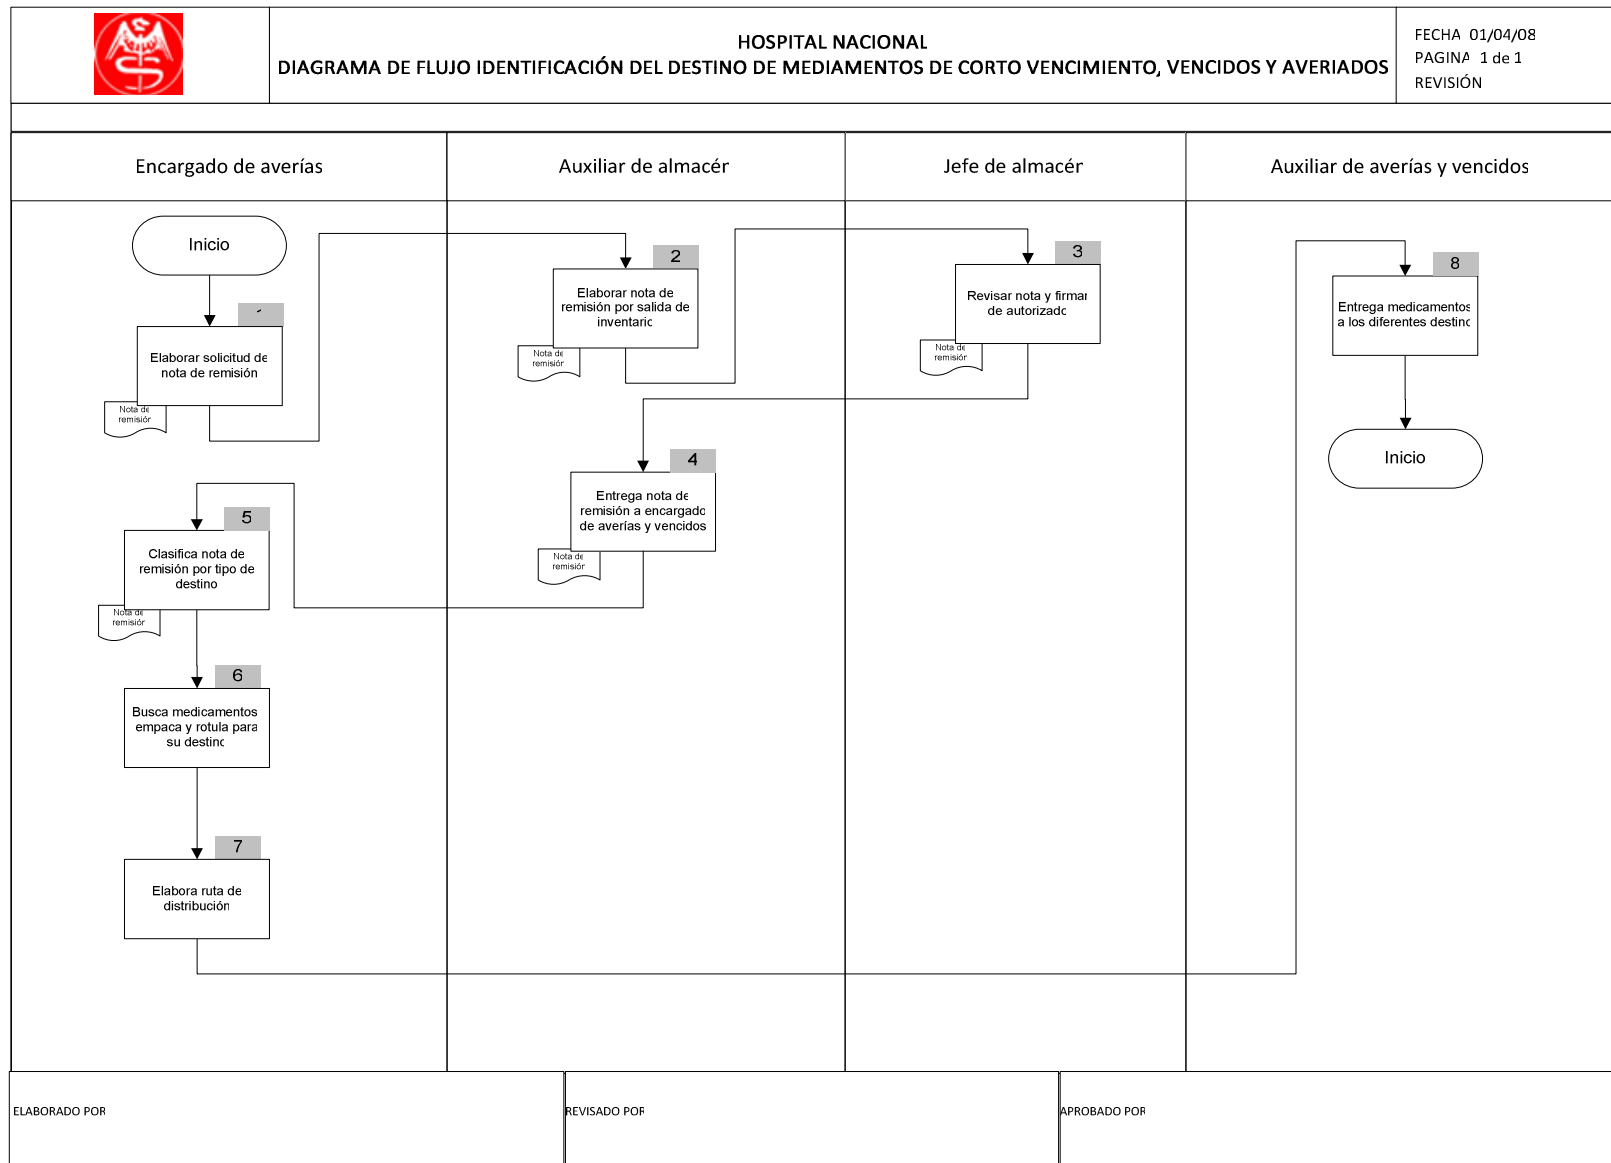 HOSPITAL NACIONAL
DIAGRAMA DE FLUJO IDENTIFICACIÓN DEL DESTINO DE MEDIAMENTOS DE CORTO VENCIMIENTO, VENCIDOS Y AVERIADOS
FECHA 01/04/08
PAGINA 1 de 1
REVISIÓN
Encargado de averías
Auxiliar de almacén
Jefe de almacén
Auxiliar de averías y vencidos
Inicio
Elaborar solicitud de
nota de remisión
Nota de
remisión
2
Elaborar nota de
remisión por salida de
inventario
Nota de
remisión
3
Revisar nota y firmar
de autorizado
Nota de
remisión
4
Entrega nota de
remisión a encargado
de averías y vencidos
Nota de
remisión
5
Clasifica nota de
remisión por tipo de
destino
Nota de
remisión
6
Busca medicamentos
empaca y rotula para
su destino
7
Elabora ruta de
distribución
8
Entrega medicamentos
a los diferentes destino
Inicio
ELABORADO POR
REVISADO POR
APROBADO POR